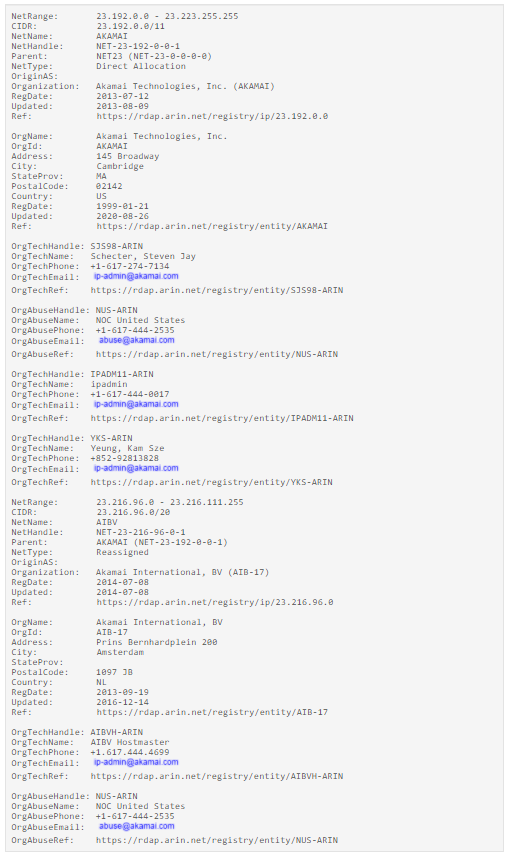 NetRange: 23.192.0.0 - 23.223.255.255
CIDR: 23.192.0.0/11
NetName: AKAMAI
NetHandle: NET-23-192-0-0-1
Parent: NET23 (NET-23-0-0-0-0)
NetType: Direct Allocation
OriginAS:
Organization: Akamai Technologies, Inc. (AKAMAI)
RegDate: 2013-07-12
Updated: 2013-08-09
Ref: https://rdap.arin.net/registry/ip/23.192.0.0
OrgName: Akamai Technologies, Inc.
OrgId: AKAMAI
Address: 145 Broadway
City: Cambridge
StateProv: MA
PostalCode: 02142
Country: US
RegDate: 1999-01-21
Updated: 2020-08-26
Ref: https://rdap.arin.net/registry/entity/AKAMAI
OrgTechHandle: SJS98-ARIN
OrgTechName: Schecter, Steven Jay
OrgTechPhone: +1-617-274-7134
OrgTechEmail: ip-admin@akamai.com
OrgTechRef: https://rdap.arin.net/registry/entity/SJS98-ARIN
OrgAbuseHandle: NUS-ARIN
OrgAbuseName: NOC United States
OrgAbusePhone: +1-617-444-2535
OrgAbuseEmail: abuse@akamai.com
OrgAbuseRef: https://rdap.arin.net/registry/entity/NUS-ARIN
OrgTechHandle: IPADM11-ARIN
OrgTechName: ipadmin
OrgTechPhone: +1-617-444-0017
OrgTechEmail: ip-admin@akamai.com
OrgTechRef: https://rdap.arin.net/registry/entity/IPADM11-ARIN
OrgTechHandle: YKS-ARIN
OrgTechName: Yeung, Kam Sze
OrgTechPhone: +852-92813828
OrgTechEmail: ip-admin@akamai.com
OrgTechRef: https://rdap.arin.net/registry/entity/YKS-ARIN
NetRange: 23.216.96.0 - 23.216.111.255
CIDR: 23.216.96.0/20
NetName: AIBV
NetHandle: NET-23-216-96-0-1
Parent: AKAMAI (NET-23-192-0-0-1)
NetType: Reassigned
OriginAS:
Organization: Akamai International, BV (AIB-17)
RegDate: 2014-07-08
Updated: 2014-07-08
Ref: https://rdap.arin.net/registry/ip/23.216.96.0
OrgName: Akamai International, BV
OrgId: AIB-17
Address: Prins Bernhardplein 200
City: Amsterdam
StateProv:
PostalCode: 1097 JB
Country: NL
RegDate: 2013-09-19
Updated: 2016-12-14
Ref: https://rdap.arin.net/registry/entity/AIB-17
OrgTechHandle: AIBVH-ARIN
OrgTechName: AIBV Hostmaster
OrgTechPhone: +1.617.444.4699
OrgTechEmail: ip-admin@akamai.com
OrgTechRef: https://rdap.arin.net/registry/entity/AIBVH-ARIN
OrgAbuseHandle: NUS-ARIN
OrgAbuseName: NOC United States
OrgAbusePhone: +1-617-444-2535
OrgAbuseEmail: abuse@akamai.com
OrgAbuseRef: https://rdap.arin.net/registry/entity/NUS-ARIN